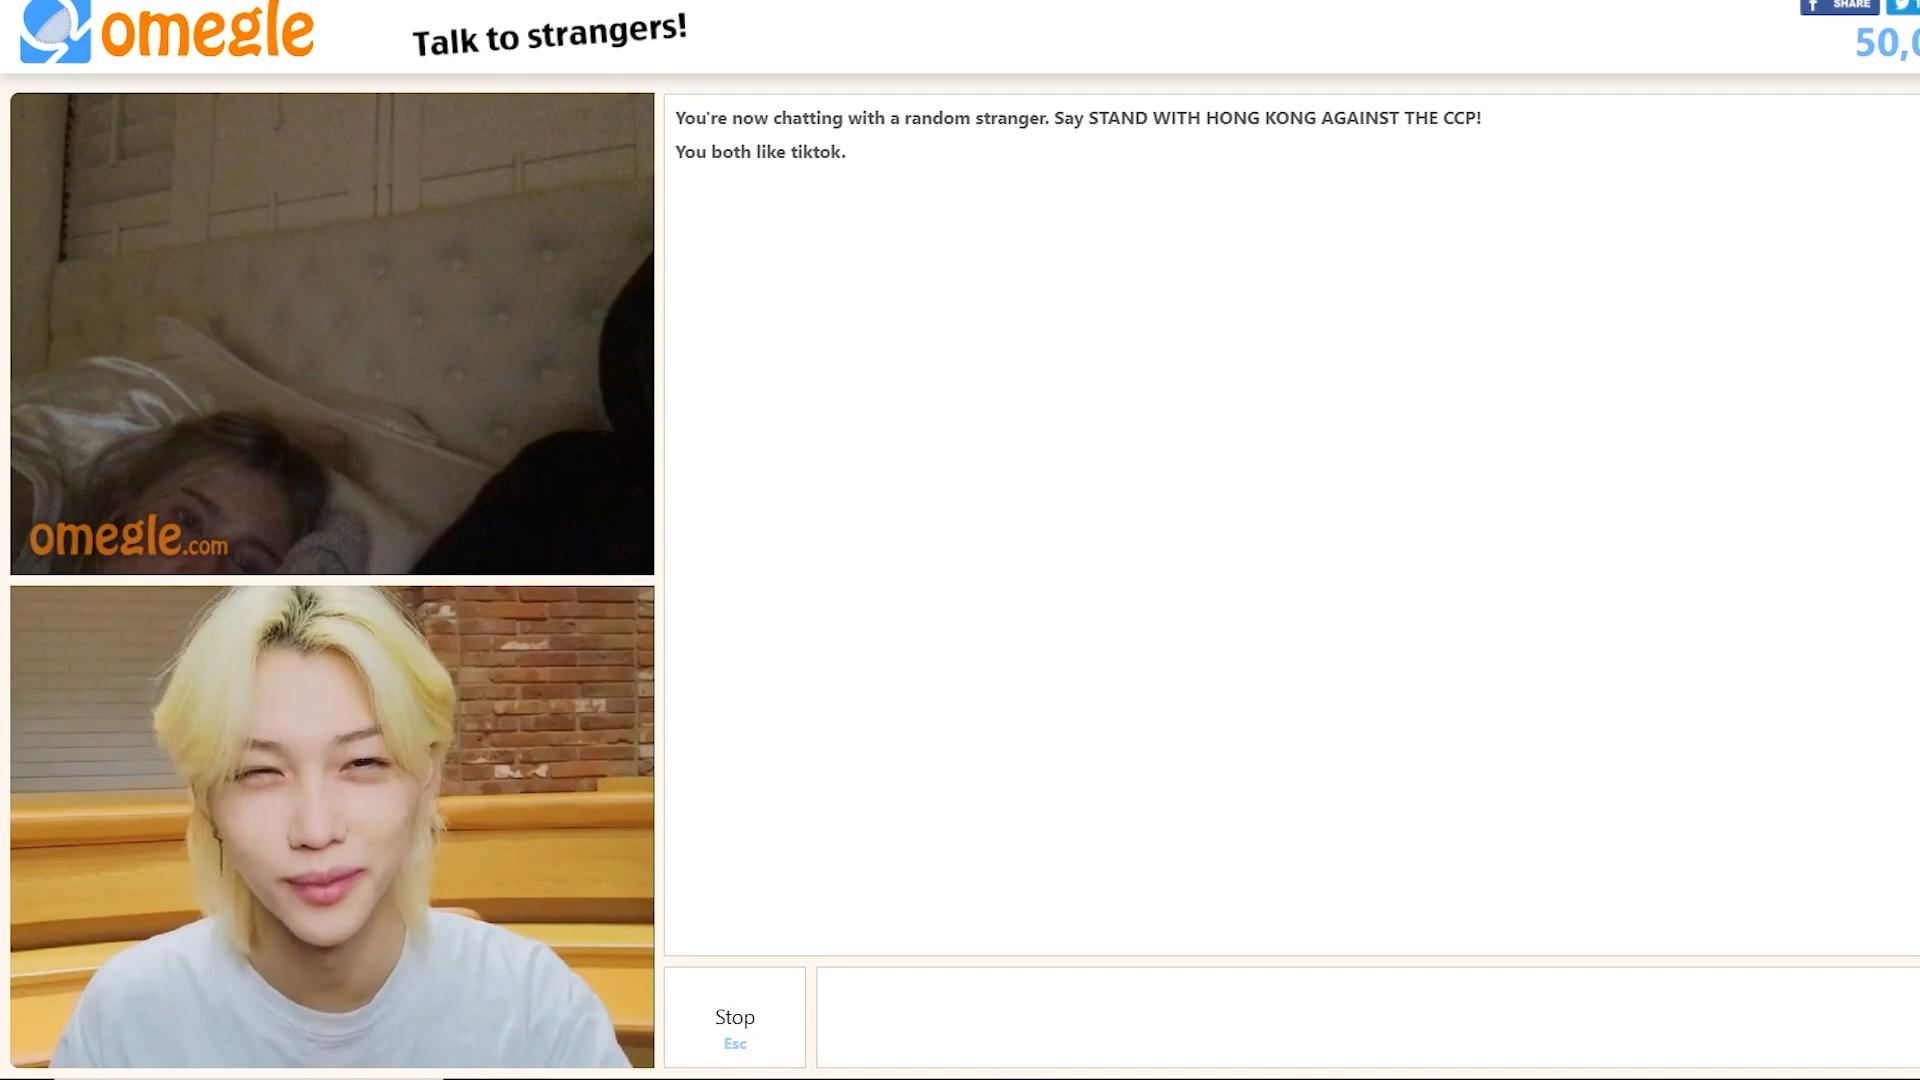 omegle
Talk to strangers!
SHARE
50,
You're now chatting with a random stranger. Say STAND WITH HONG KONG AGAINST THE CCP!
You both like tiktok.
omegle.com
Stop
Esc